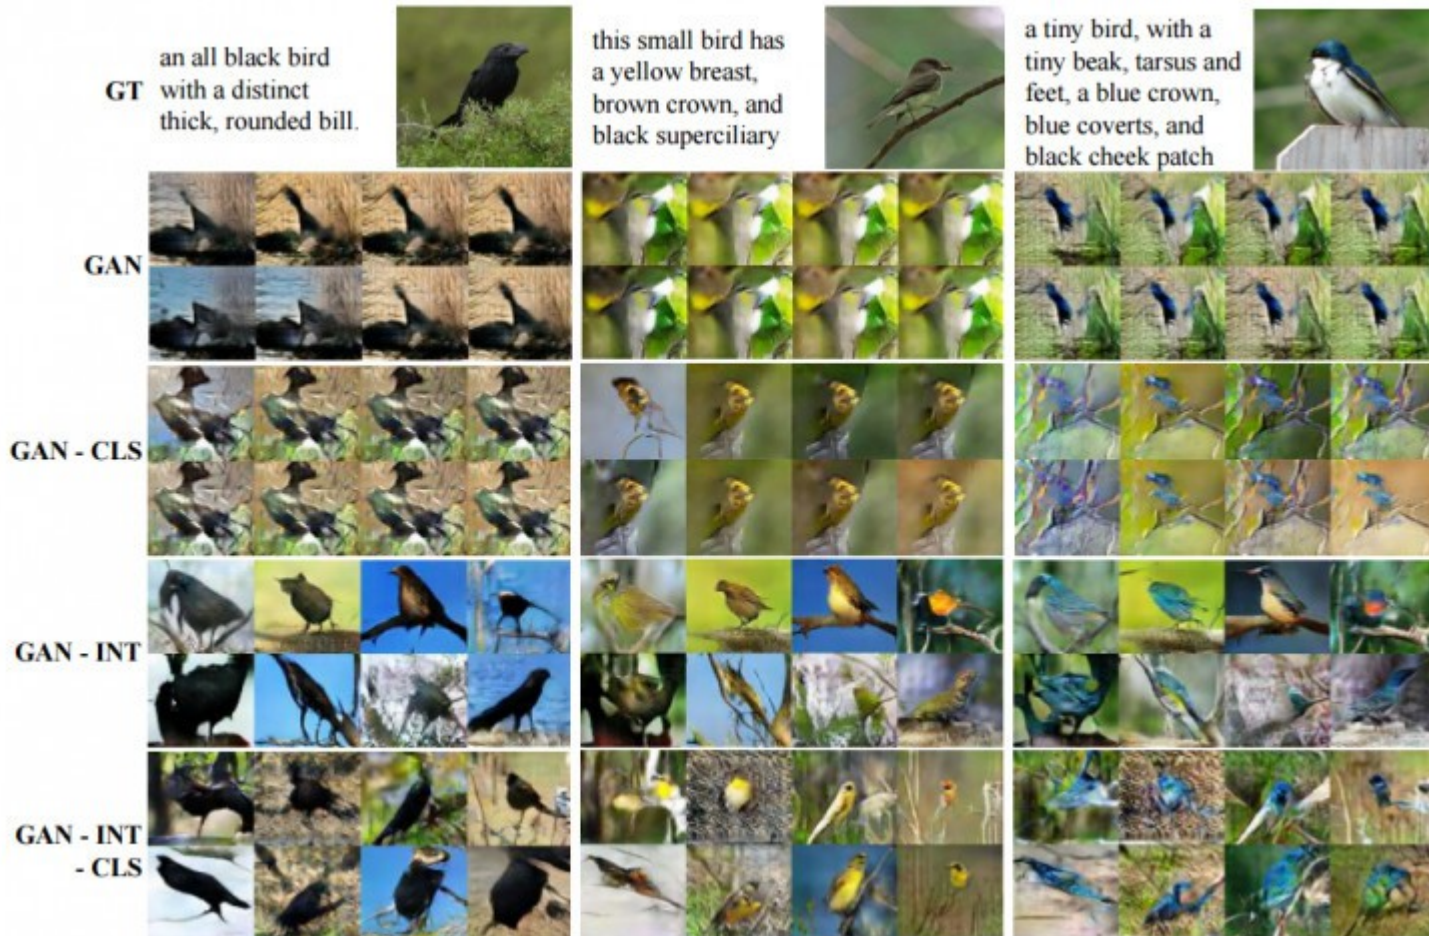 GT
an all black bird
with a distinct
thick, rounded bill.
this small bird has
a yellow breast,
brown crown, and
black superciliary
a tiny bird, with a
tiny beak, tarsus and
feet, a blue crown,
blue coverts, and
black cheek patch
GAN
GAN - CLS
GAN - INT
GAN - INT
- CLS